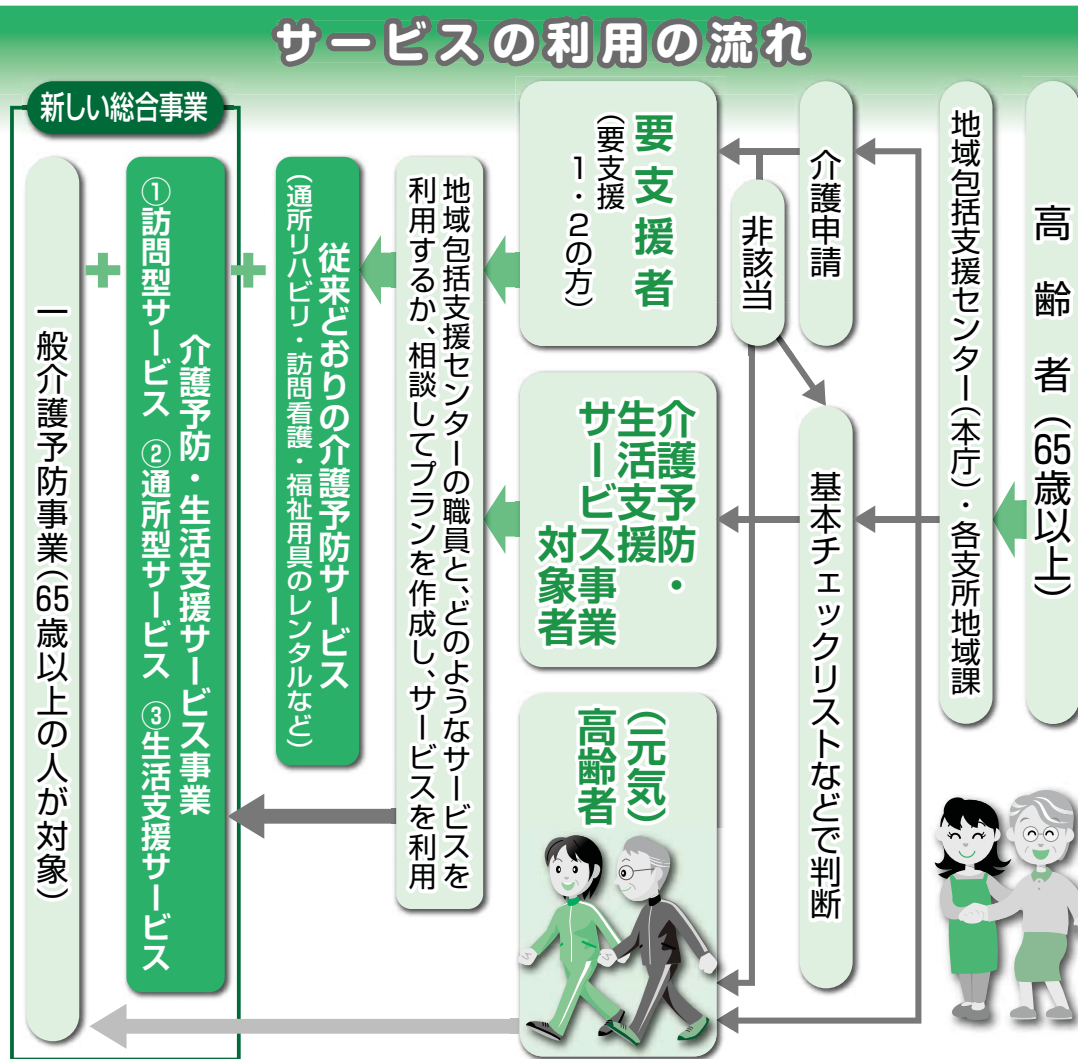 サービスの利用の流れ
高齢者（65歳以上）
地域包括支援センター（本庁）・各支所地域課
介護申請
基本チェックリストなどで判断
非該当
要支援者
（要支援
1・2の方）
介護予防・
生活支援
サービス事業
対象者
（元気）
高齢者
地域包括支援センターの職員と、どのようなサービスを
利用するか、相談してプランを作成し、サービスを利用
従来どおりの介護予防サービス
（通所リハビリ・訪問看護・福祉用具のレンタルなど）
新しい総合事業
介護予防・生活支援サービス事業
①訪問型サービス ②通所型サービス ③生活支援サービス
一般介護予防事業（65歳以上の人が対象）